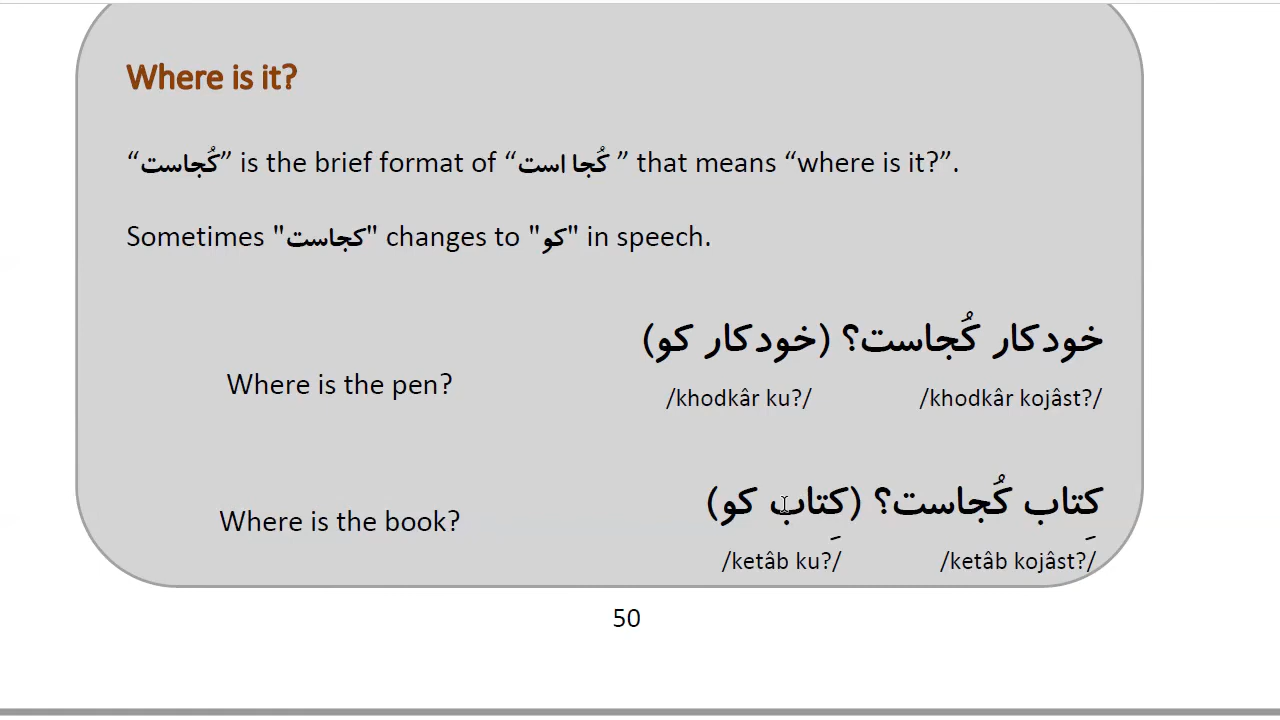 Where is it?
“کُجاست” is the brief format of “کُجا است ” that means “where is it?”.
Sometimes "کجاست" changes to "کو" in speech.
خودکار کُجاست؟ (خودکار کو)
Where is the pen?
/khodkâr ku?/ /khodkâr kojâst?/
کِتاب کُجاست؟ (کِتاب کو)
Where is the book?
/ketâb ku?/ /ketâb kojâst?/
50